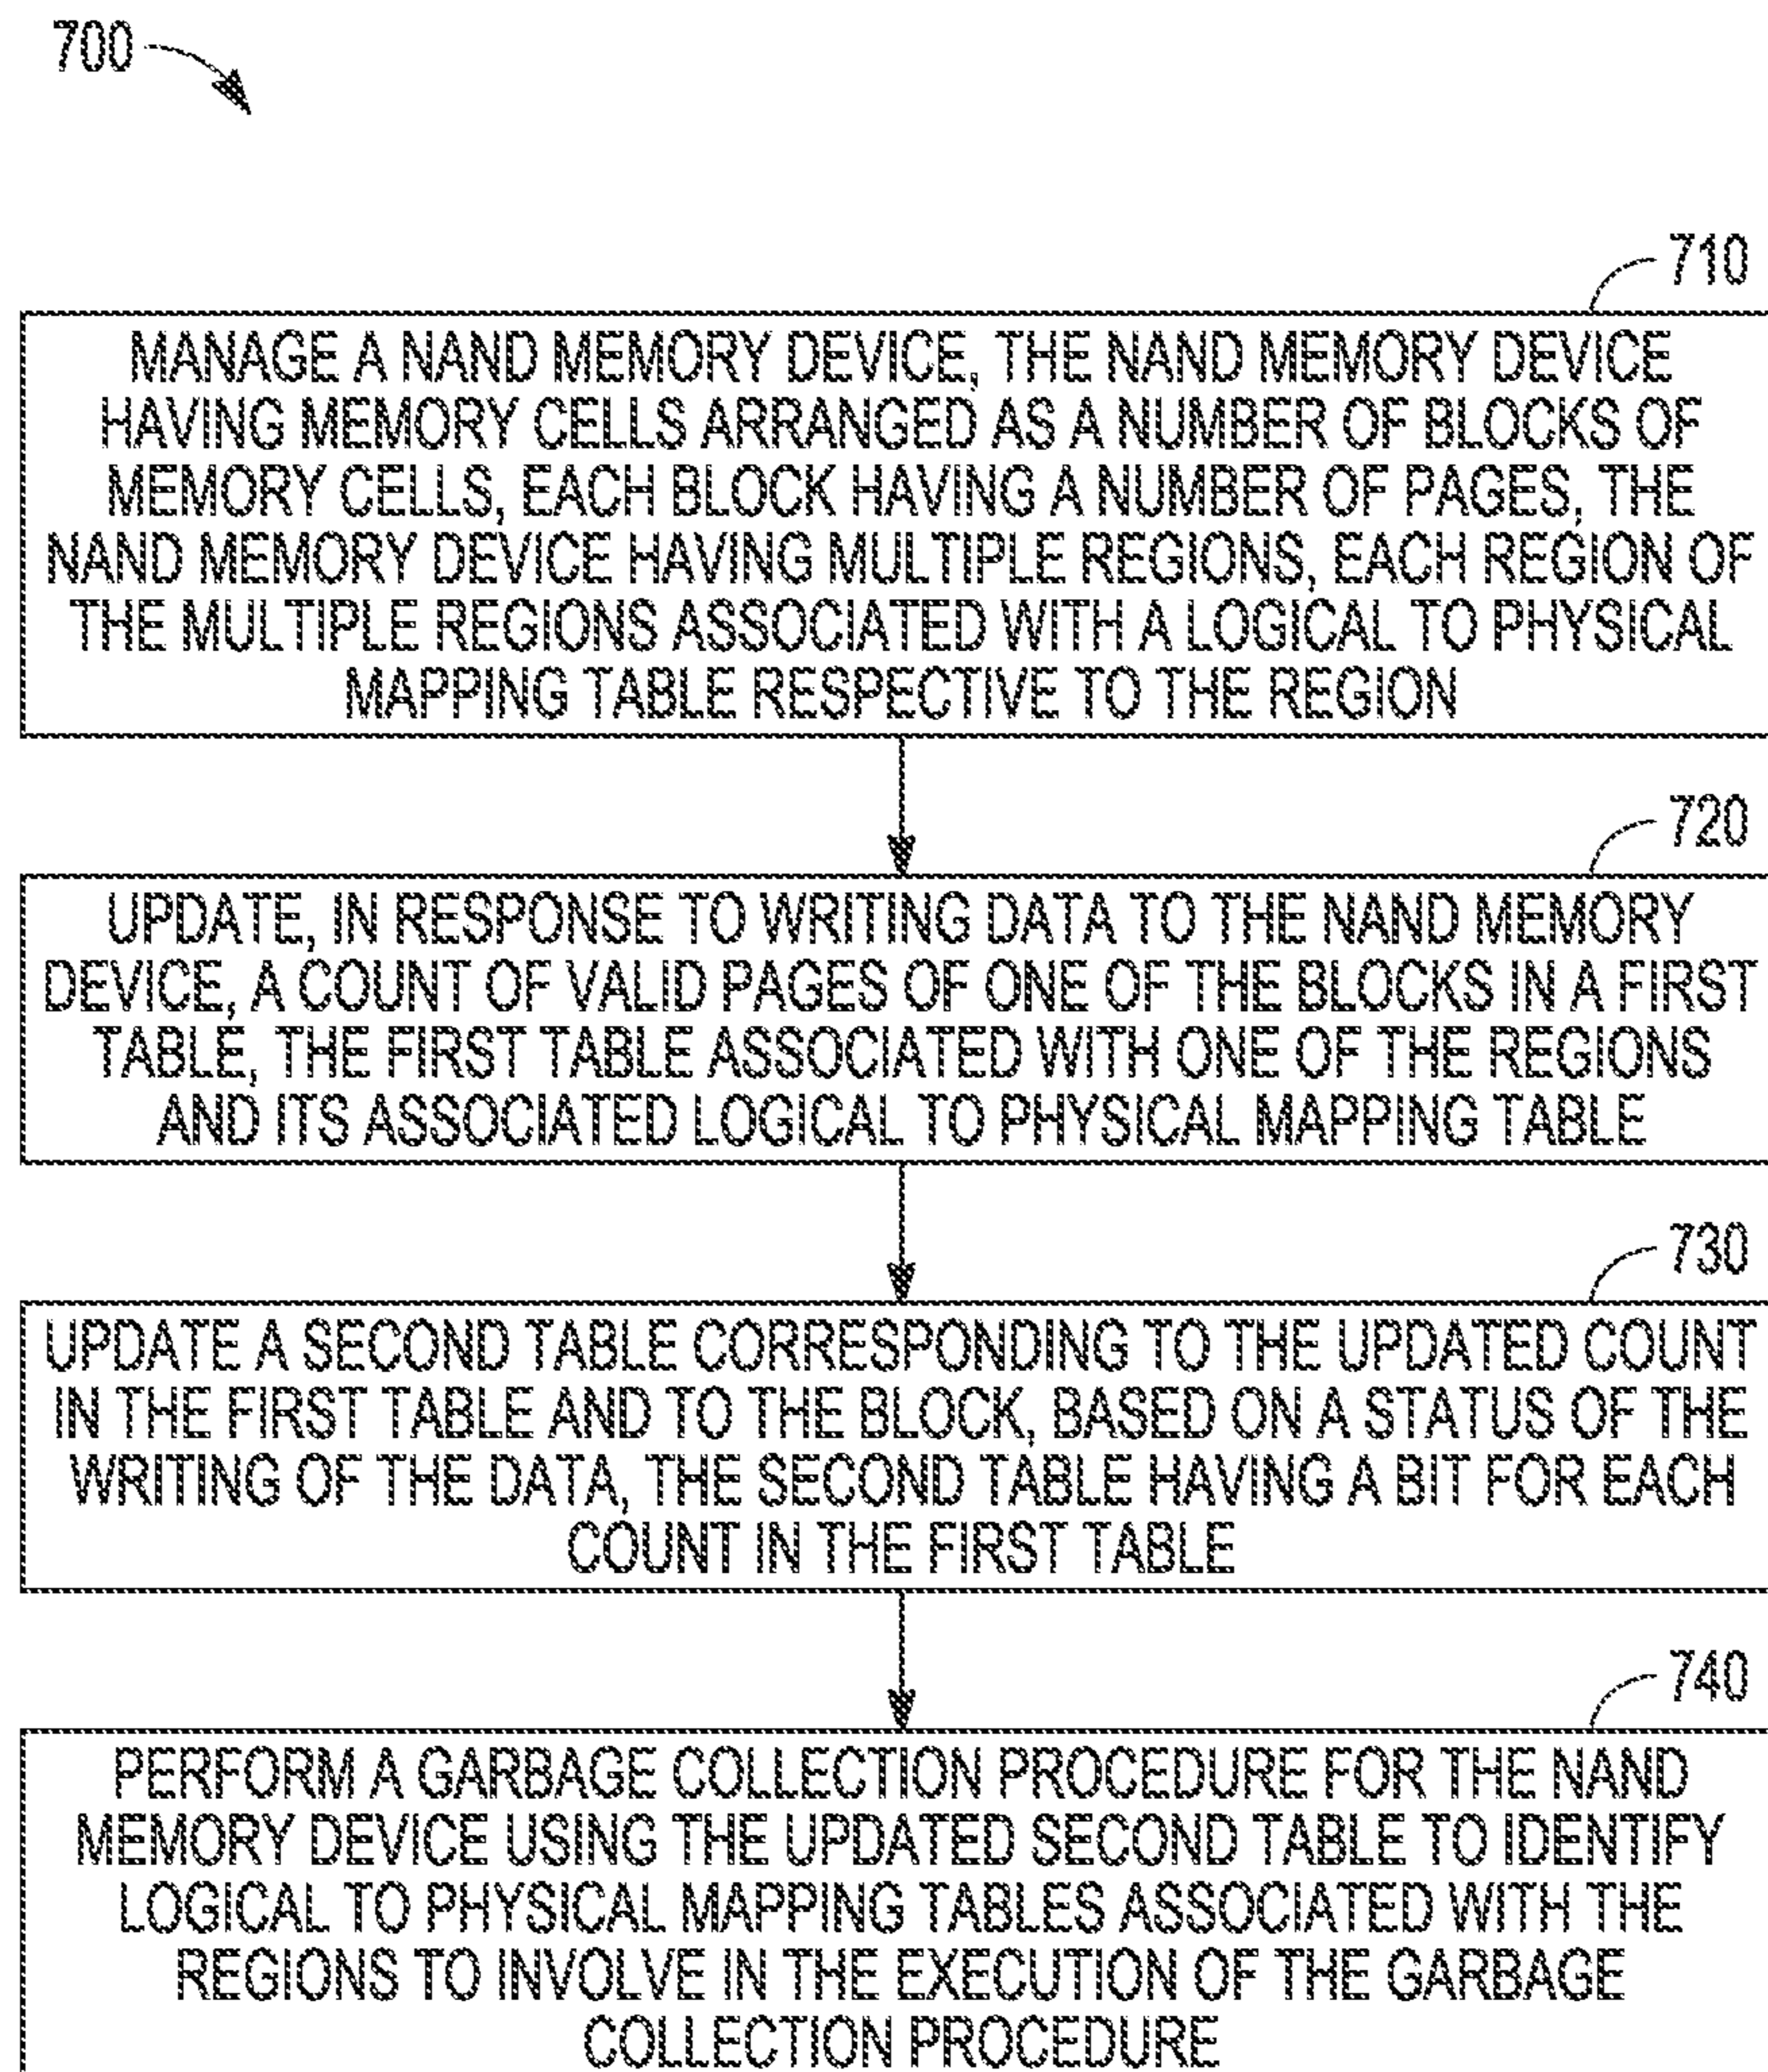 700
710
MANAGE A NAND MEMORY DEVICE, THE NAND MEMORY DEVICE
HAVING MEMORY CELLS ARRANGED AS A NUMBER OF BLOCKS OF
MEMORY CELLS, EACH BLOCK HAVING A NUMBER OF PAGES, THE
NAND MEMORY DEVICE HAVING MULTIPLE REGIONS, EACH REGION OF
THE MULTIPLE REGIONS ASSOCIATED WITH A LOGICAL TO PHYSICAL
MAPPING TABLE RESPECTIVE TO THE REGION
720
UPDATE, IN RESPONSE TO WRITING DATA TO THE NAND MEMORY
DEVICE, A COUNT OF VALID PAGES OF ONE OF THE BLOCKS IN A FIRST
TABLE, THE FIRST TABLE ASSOCIATED WITH ONE OF THE REGIONS
AND ITS ASSOCIATED LOGICAL TO PHYSICAL MAPPING TABLE
730
UPDATE A SECOND TABLE CORRESPONDING TO THE UPDATED COUNT
IN THE FIRST TABLE AND TO THE BLOCK, BASED ON A STATUS OF THE
WRITING OF THE DATA, THE SECOND TABLE HAVING A BIT FOR EACH
COUNT IN THE FIRST TABLE
740
PERFORM A GARBAGE COLLECTION PROCEDURE FOR THE NAND
MEMORY DEVICE USING THE UPDATED SECOND TABLE TO IDENTIFY
LOGICAL TO PHYSICAL MAPPING TABLES ASSOCIATED WITH THE
REGIONS TO INVOLVE IN THE EXECUTION OF THE GARBAGE
COLLECTION PROCEDURE